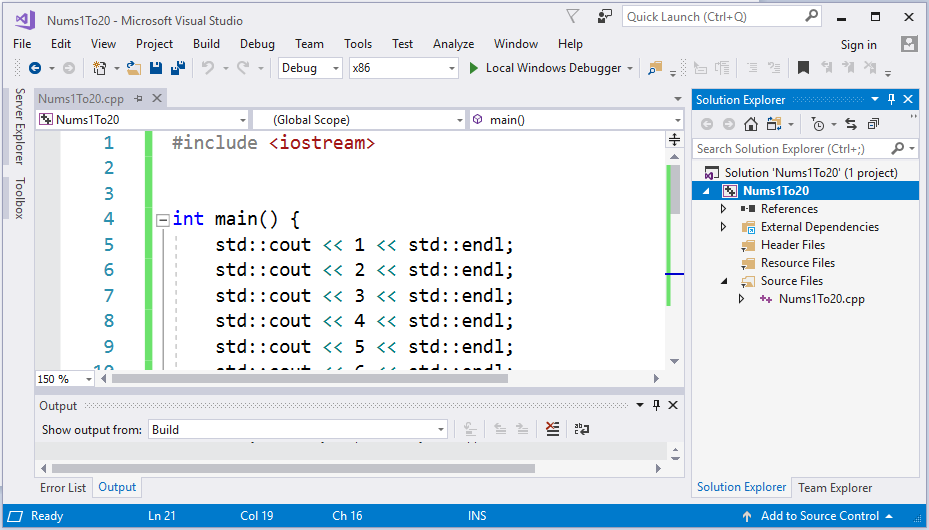 Nums1To20 - Microsoft Visual Studio
Quick Launch (Ctrl+Q)
File Edit View Project Build Debug Team Tools Test Analyze Window Help Sign in
Debug x86 Local Windows Debugger
Server Explorer
Toolbox
Nums1To20.cpp
Nums1To20 (Global Scope) main()
1 #include <iostream>
2
3
4 int main() {
5 std::cout << 1 << std::endl;
6 std::cout << 2 << std::endl;
7 std::cout << 3 << std::endl;
8 std::cout << 4 << std::endl;
9 std::cout << 5 << std::endl;
10 std::cout << 6 << std::endl;
150 %
Output
Show output from: Build
Error List Output
Solution Explorer
Search Solution Explorer (Ctrl+;)
Solution 'Nums1To20' (1 project)
Nums1To20
References
External Dependencies
Header Files
Resource Files
Source Files
Nums1To20.cpp
Solution Explorer Team Explorer
Ready Ln 21 Col 19 Ch 16 INS Add to Source Control